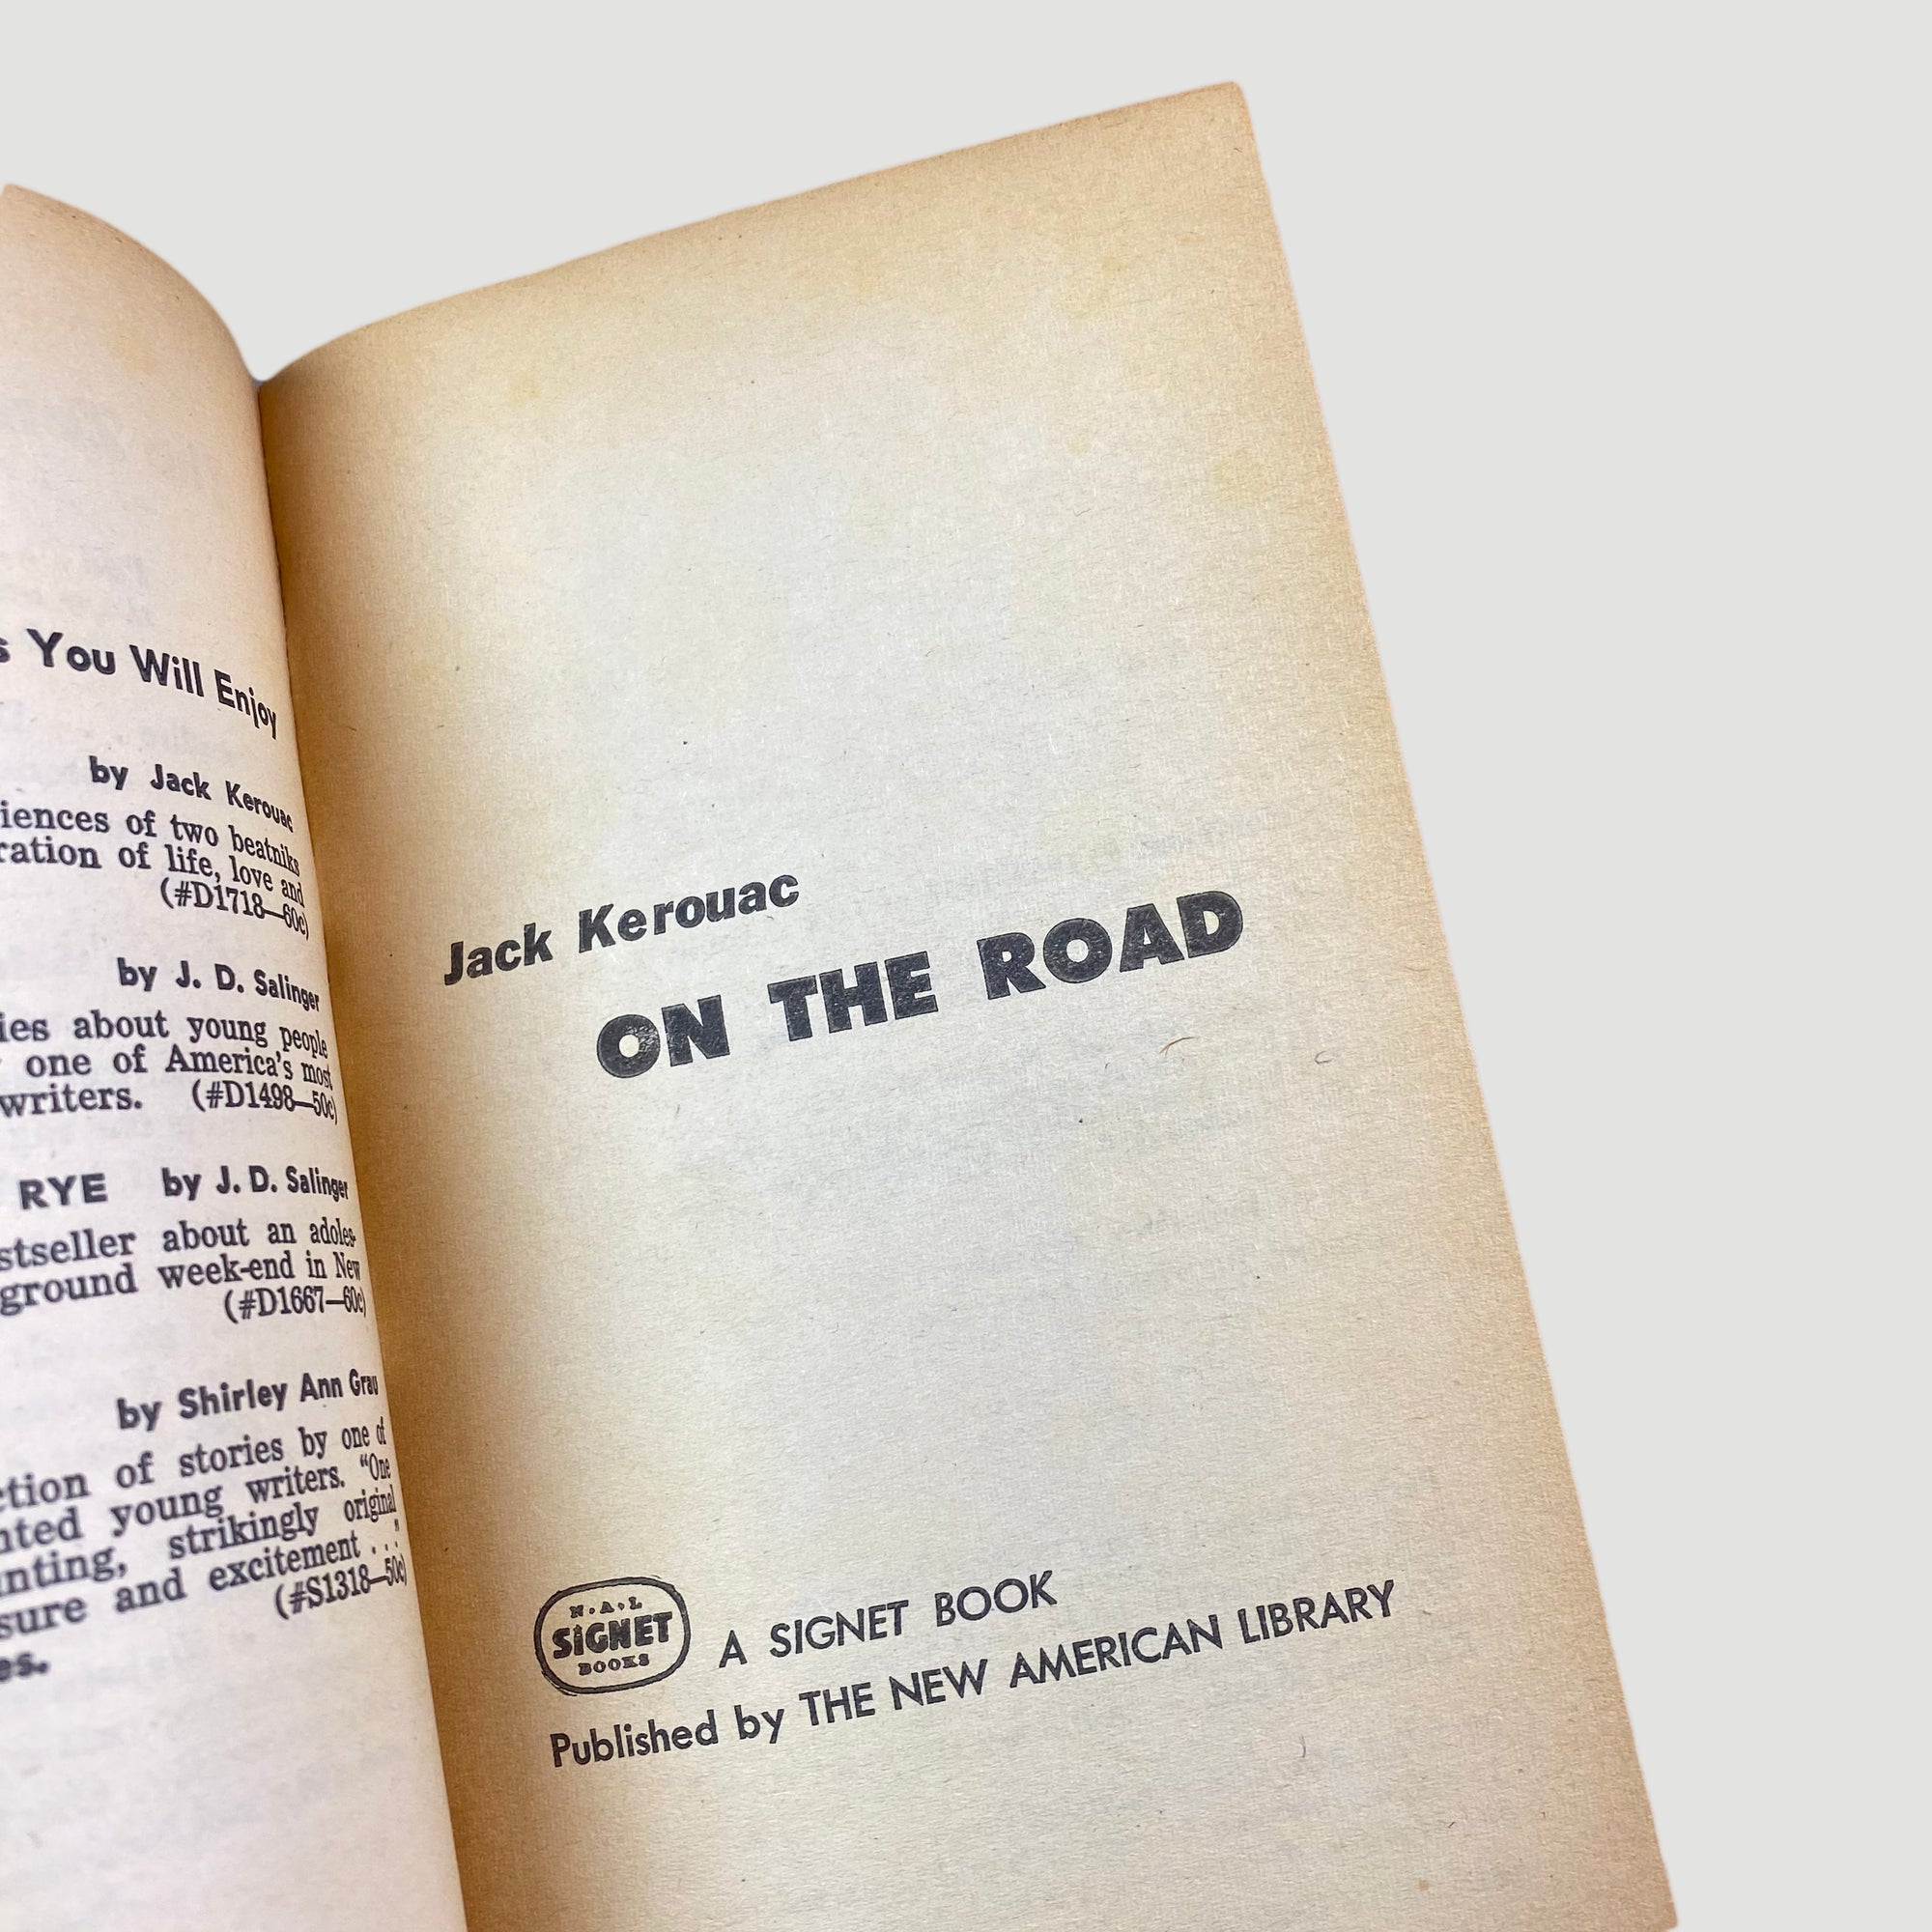 s You Will Enjoy
by Jack Kerouac
iences of two beatniks
ration of life, love and
(#D1718—60c)
by J. D. Salinger
ies about young people
one of America's most
writers. (#D1498—50c)
RYE by J. D. Salinger
stseller about an adoles-
ground week-end in New
(#D1667—60c)
by Shirley Ann Grau
ction of stories by one of
nted young writers. “One
nting, strikingly original
sure and excitement . . .”
(#S1318—50c)
es.
Jack Kerouac
ON THE ROAD
N·A·L
SIGNET
BOOKS
A SIGNET BOOK
Published by THE NEW AMERICAN LIBRARY